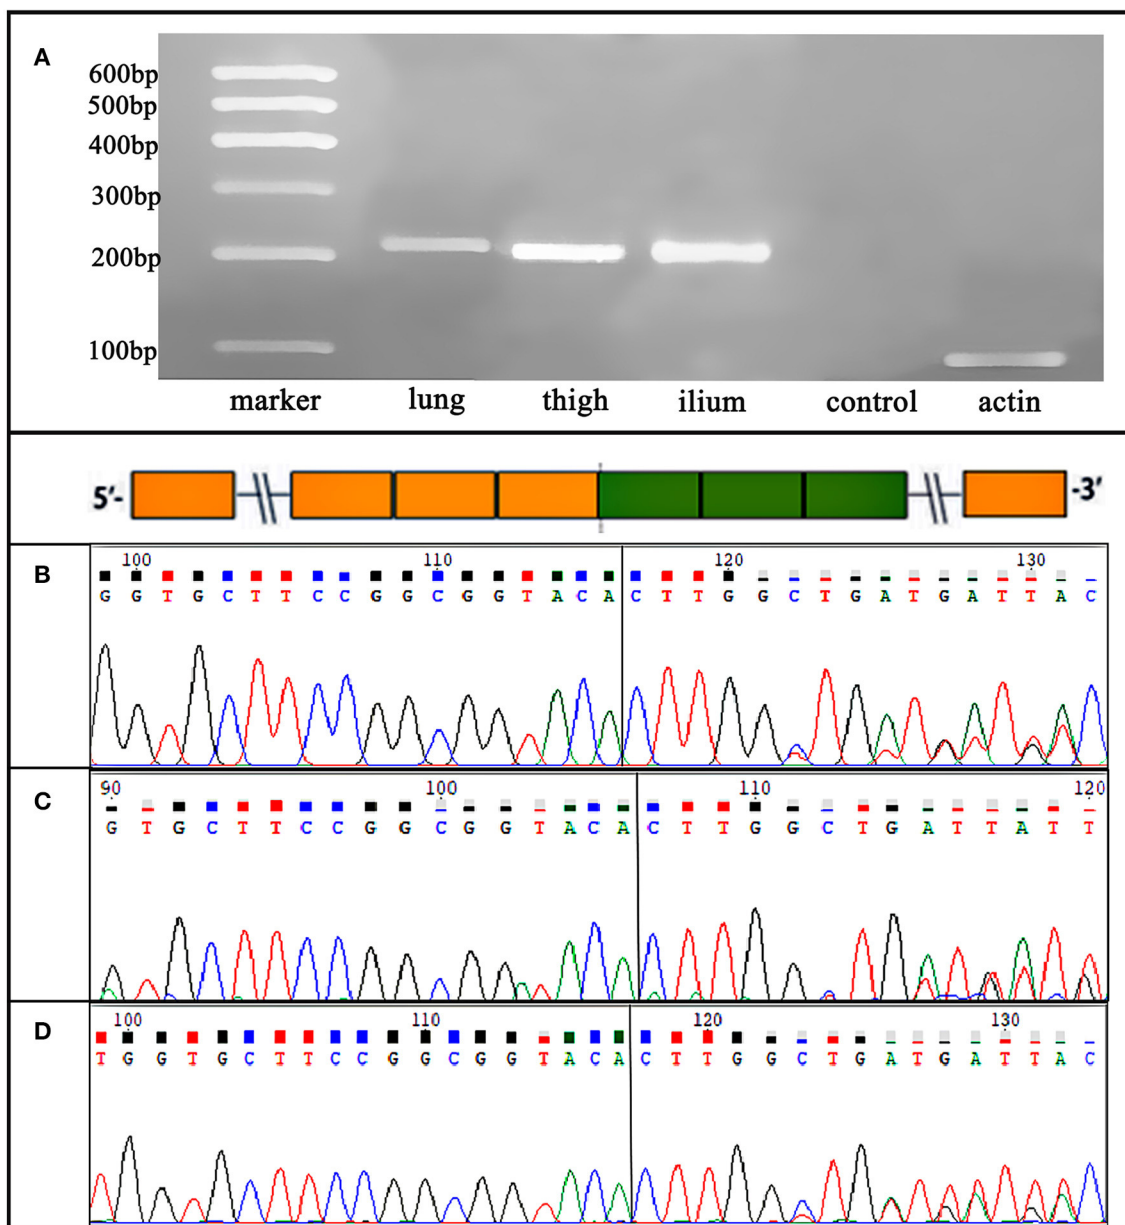 A
600bp
500bp
400bp
300bp
200bp
100bp
marker lung thigh ilium control actin
5'- -3'
B
100 110 120 130
G G T G C T T C C G G C G G T A C A C T T G G C T G A T G A T T A C
C
90 100 110 120
G T G C T T C C G G C G G T A C A C T T G G C T G A T T A T T
D
100 110 120 130
T G G T G C T T C C G G C G G T A C A C T T G G C T G A T G A T T A C